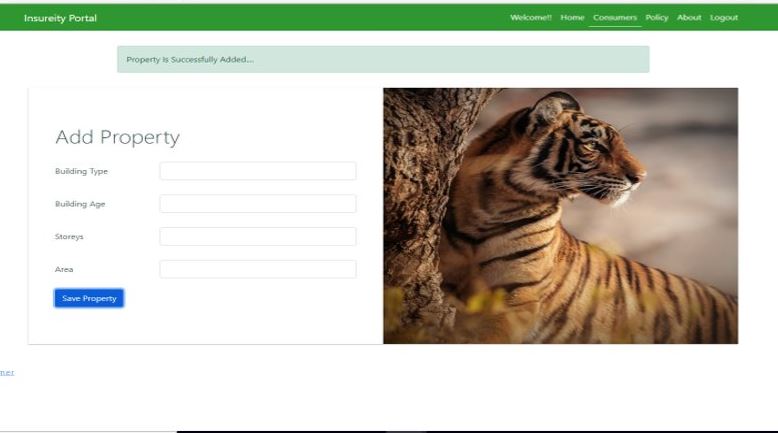 Insureity Portal
Welcome!! Home Consumers Policy About Logout
Property Is Successfully Added...
Add Property
Building Type
Building Age
Storeys
Area
Save Property
mer